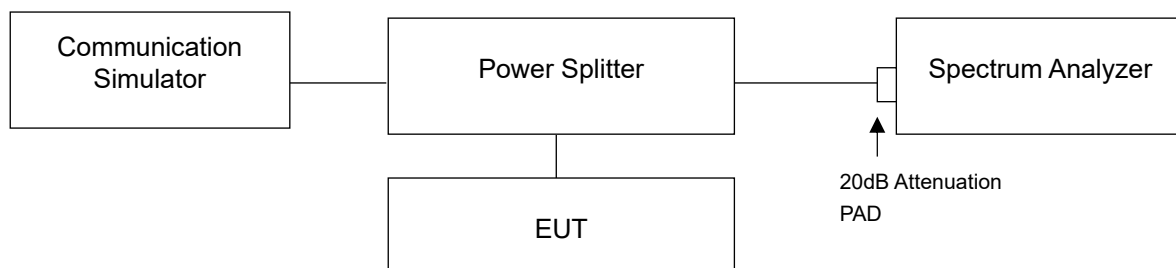 Communication
Simulator
Power Splitter
Spectrum Analyzer
20dB Attenuation
PAD
EUT